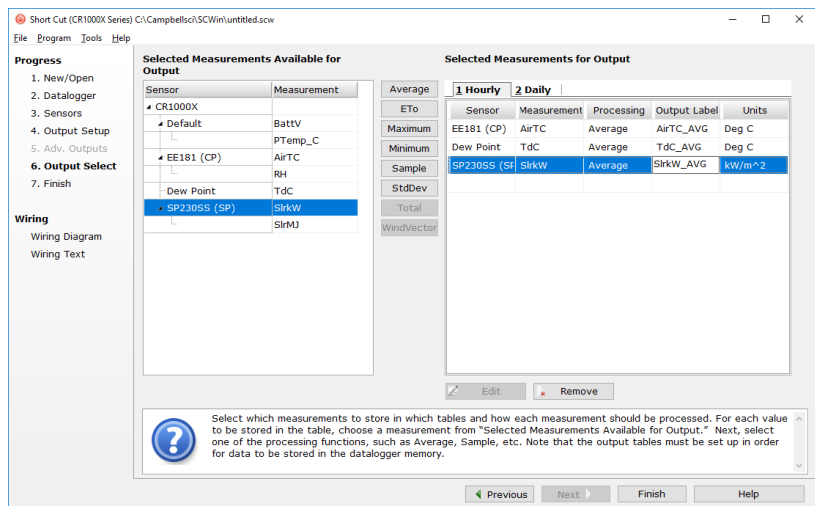 Short Cut (CR1000X Series) C:\Campbellsci\SCWin\untitled.scw
File Program Tools Help
Progress
1. New/Open
2. Datalogger
3. Sensors
4. Output Setup
5. Adv. Outputs
6. Output Select
7. Finish
Wiring
Wiring Diagram
Wiring Text
Selected Measurements Available for
Output
Sensor Measurement
CR1000X
Default BattV
PTemp_C
EE181 (CP) AirTC
RH
Dew Point TdC
SP230SS (SP) SlrkW
SlrMJ
Average
ETo
Maximum
Minimum
Sample
StdDev
Total
WindVector
Selected Measurements for Output
1 Hourly 2 Daily
Sensor Measurement Processing Output Label Units
EE181 (CP) AirTC Average AirTC_AVG Deg C
Dew Point TdC Average TdC_AVG Deg C
SP230SS (SF SlrkW Average SlrkW_AVG kW/m^2
Edit Remove
Select which measurements to store in which tables and how each measurement should be processed. For each value
to be stored in the table, choose a measurement from "Selected Measurements Available for Output." Next, select
one of the processing functions, such as Average, Sample, etc. Note that the output tables must be set up in order
for data to be stored in the datalogger memory.
Previous Next Finish Help